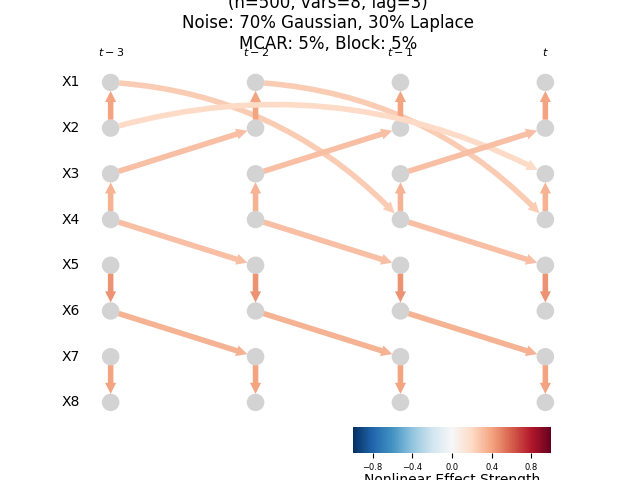 (n=500, vars=8, lag=3)
Noise: 70% Gaussian, 30% Laplace
MCAR: 5%, Block: 5%
t − 3 t − 2 t − 1 t
X1
X2
X3
X4
X5
X6
X7
X8
−0.8 −0.4 0.0 0.4 0.8
Nonlinear Effect Strength